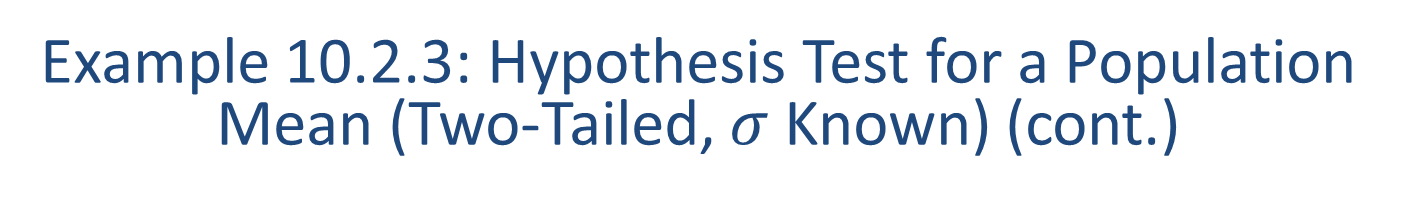 Example 10.2.3: Hypothesis Test for a Population
Mean (Two-Tailed, 𝜎 Known) (cont.)